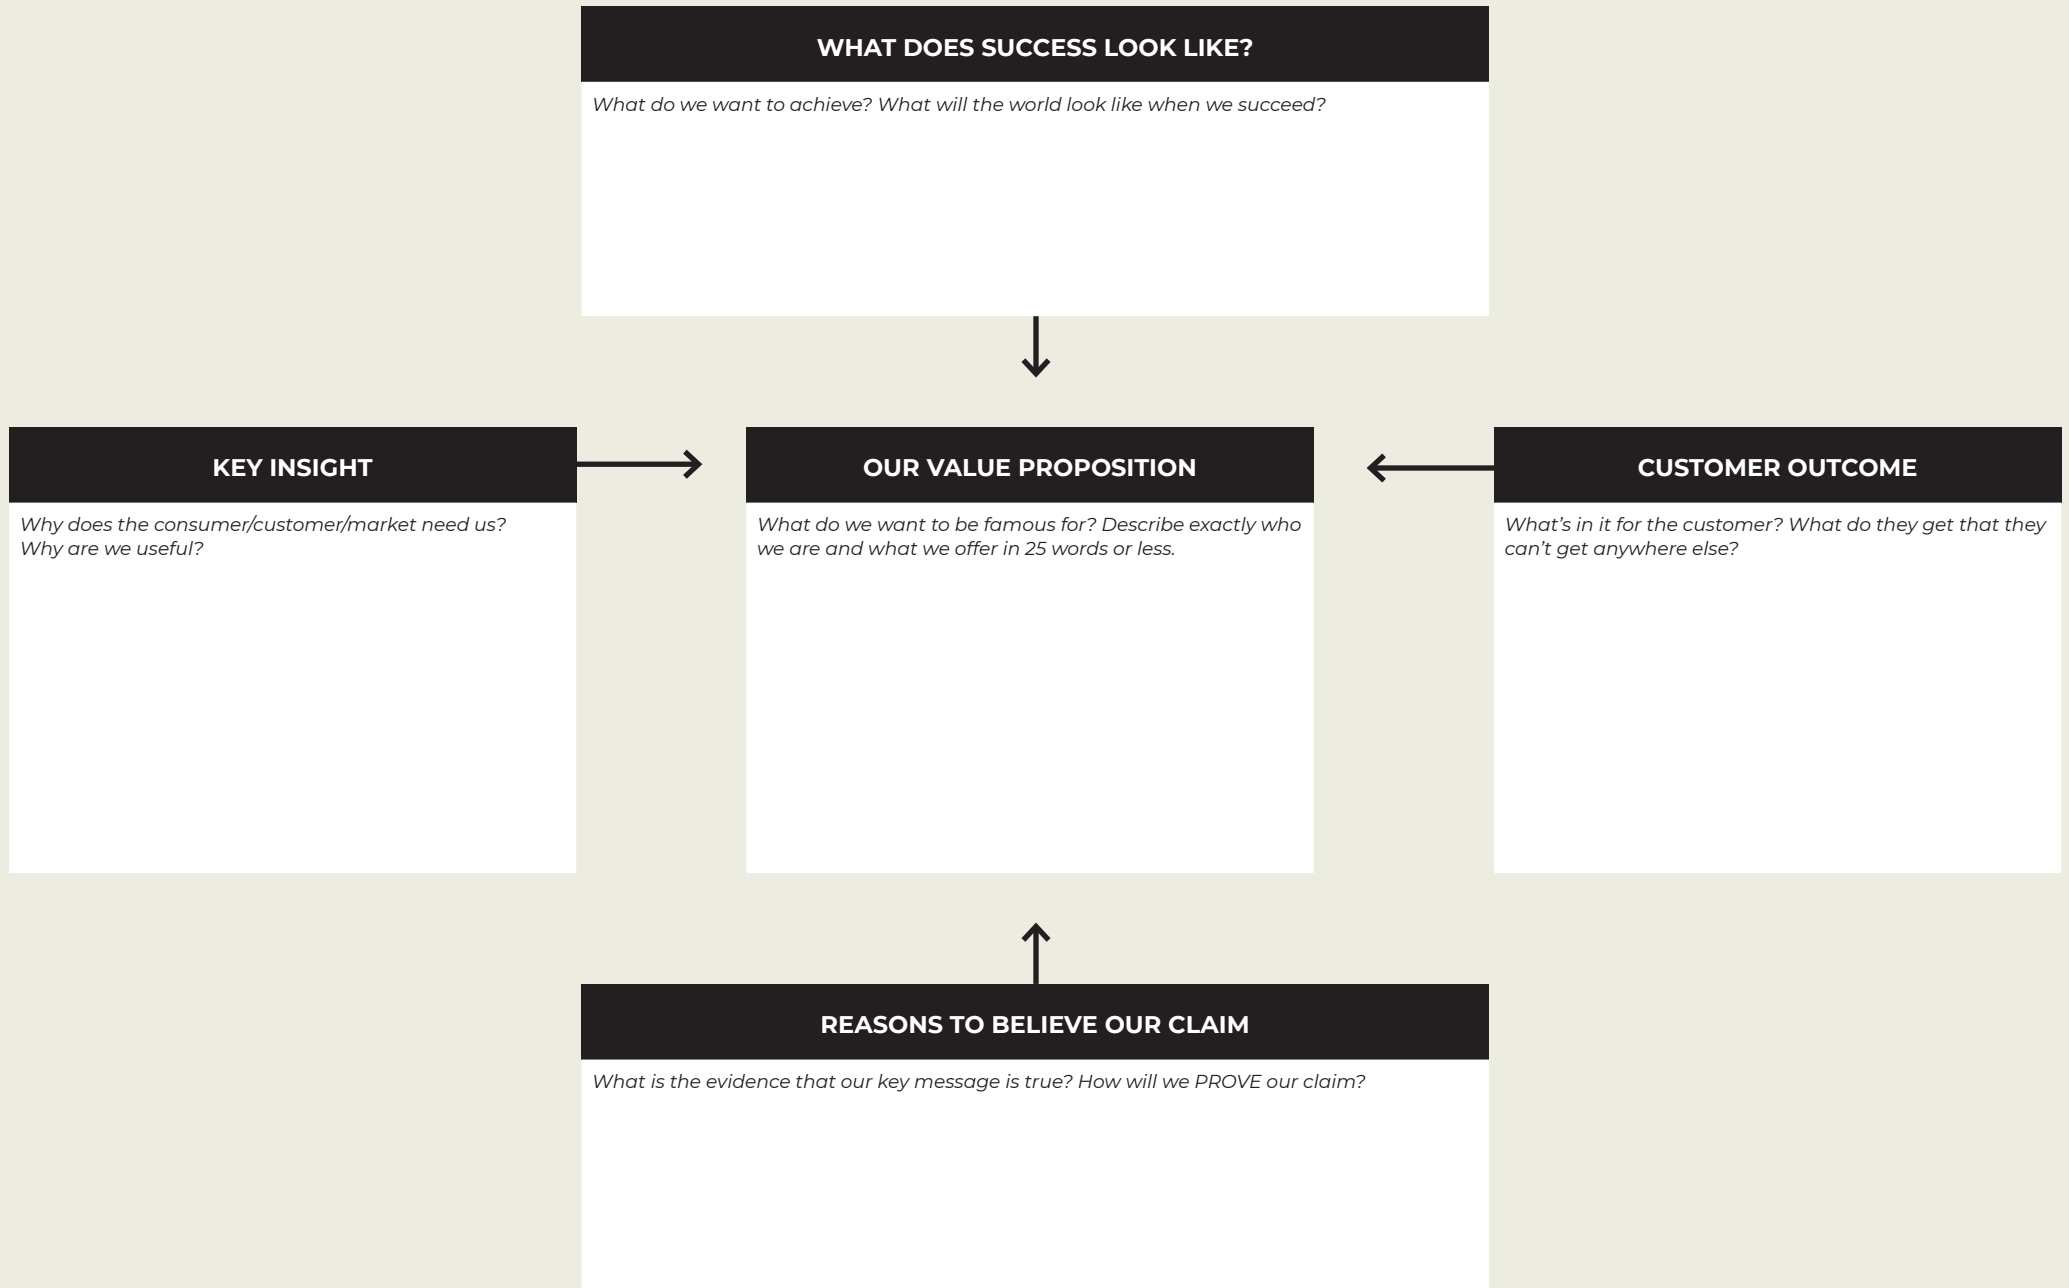 WHAT DOES SUCCESS LOOK LIKE?
What do we want to achieve? What will the world look like when we succeed?
KEY INSIGHT
Why does the consumer/customer/market need us?
Why are we useful?
OUR VALUE PROPOSITION
What do we want to be famous for? Describe exactly who
we are and what we offer in 25 words or less.
CUSTOMER OUTCOME
What’s in it for the customer? What do they get that they
can’t get anywhere else?
REASONS TO BELIEVE OUR CLAIM
What is the evidence that our key message is true? How will we PROVE our claim?